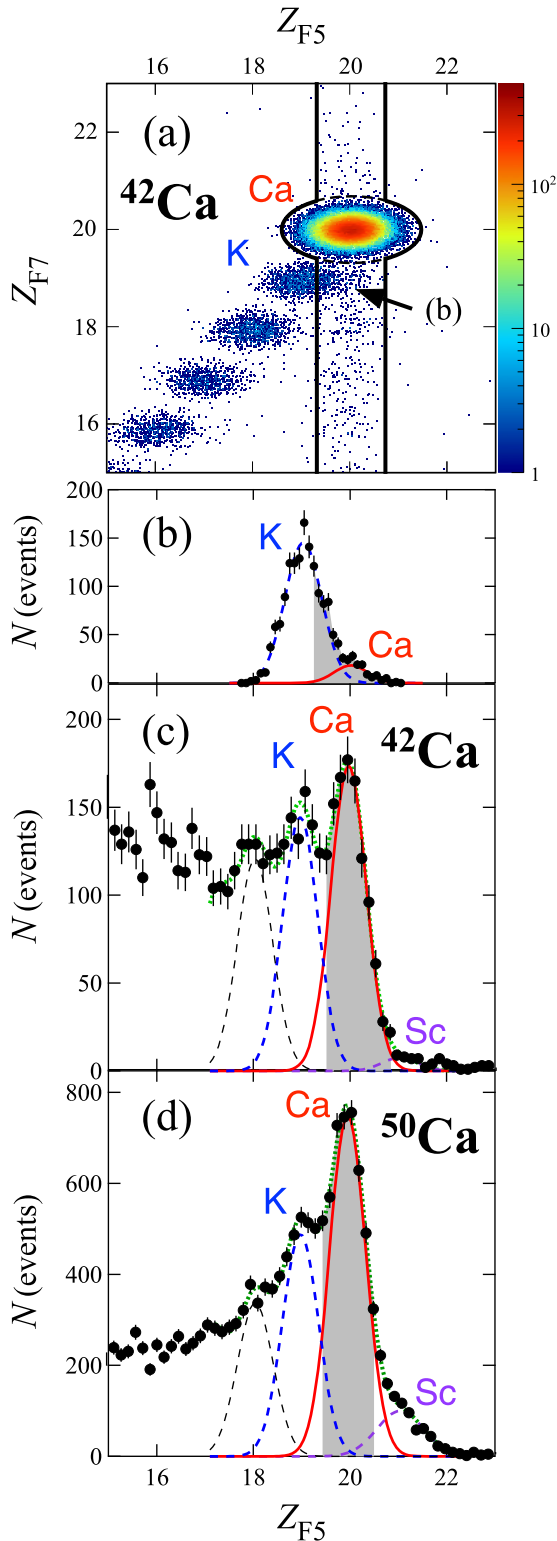 Z_F5
16 18 20 22
(a)
⁴²Ca
Ca
K
(b)
Z_F7
22
20
18
16
10²
10
1
(b)
K
Ca
N (events)
200
150
100
50
0
(c)
⁴²Ca
Ca
K
Sc
N (events)
200
150
100
50
0
(d)
⁵⁰Ca
Ca
K
Sc
N (events)
800
600
400
200
0
16 18 20 22
Z_F5